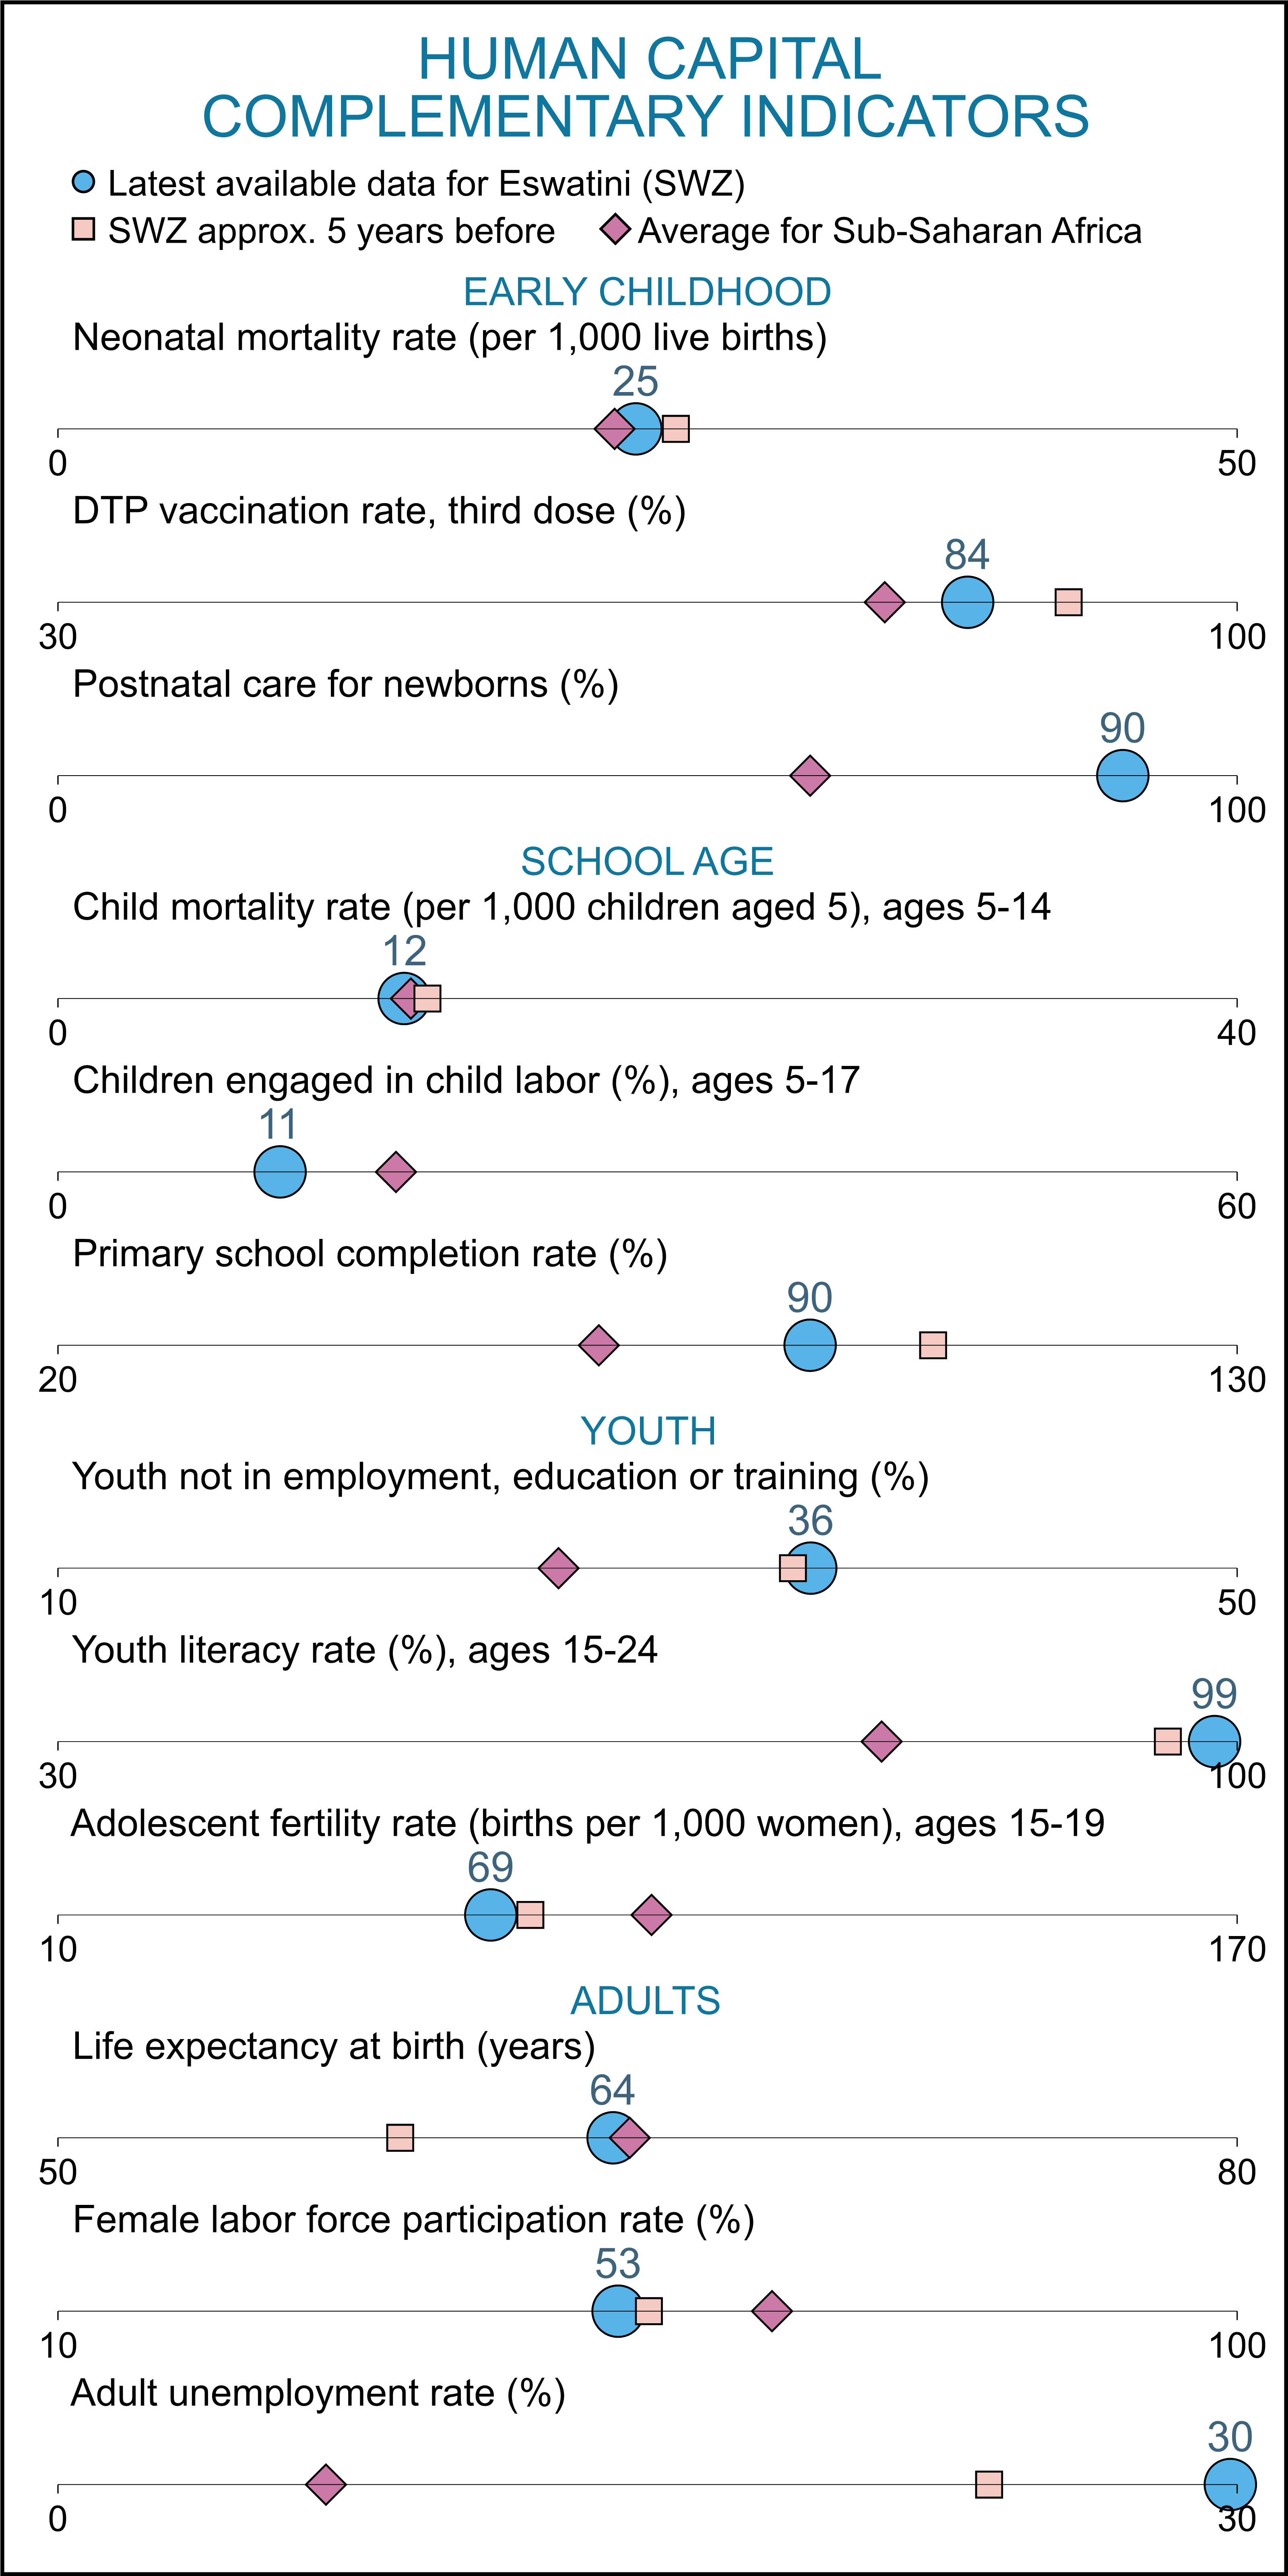 HUMAN CAPITAL
COMPLEMENTARY INDICATORS
Latest available data for Eswatini (SWZ)
SWZ approx. 5 years before Average for Sub-Saharan Africa
EARLY CHILDHOOD
Neonatal mortality rate (per 1,000 live births)
25
0 50
DTP vaccination rate, third dose (%)
84
30 100
Postnatal care for newborns (%)
90
0 100
SCHOOL AGE
Child mortality rate (per 1,000 children aged 5), ages 5-14
12
0 40
Children engaged in child labor (%), ages 5-17
11
0 60
Primary school completion rate (%)
90
20 130
YOUTH
Youth not in employment, education or training (%)
36
10 50
Youth literacy rate (%), ages 15-24
99
30 100
Adolescent fertility rate (births per 1,000 women), ages 15-19
69
10 170
ADULTS
Life expectancy at birth (years)
64
50 80
Female labor force participation rate (%)
53
10 100
Adult unemployment rate (%)
30
0 30